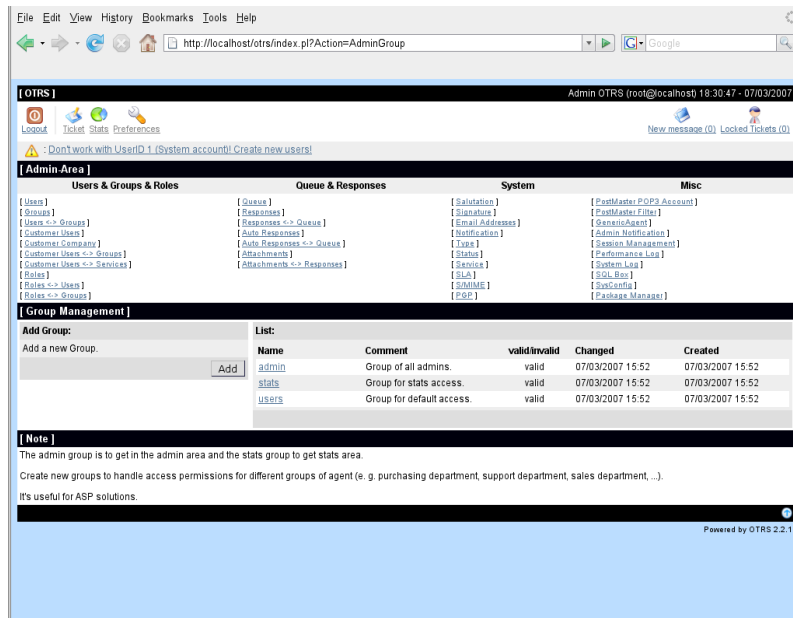 File Edit View History Bookmarks Tools Help
http://localhost/otrs/index.pl?Action=AdminGroup
G Google
[ OTRS ] Admin OTRS (root@localhost) 18:30:47 - 07/03/2007
Logout Ticket Stats Preferences New message (0) Locked Tickets (0)
: Don't work with UserID 1 (System account)! Create new users!
[ Admin-Area ]
Users & Groups & Roles Queue & Responses System Misc
[ Users ] [ Queue ] [ Salutation ] [ PostMaster POP3 Account ]
[ Groups ] [ Responses ] [ Signature ] [ PostMaster Filter ]
[ Users <-> Groups ] [ Responses <-> Queue ] [ Email Addresses ] [ GenericAgent ]
[ Customer Users ] [ Auto Responses ] [ Notification ] [ Admin Notification ]
[ Customer Company ] [ Auto Responses <-> Queue ] [ Type ] [ Session Management ]
[ Customer Users <-> Groups ] [ Attachments ] [ Status ] [ Performance Log ]
[ Customer Users <-> Services ] [ Attachments <-> Responses ] [ Service ] [ System Log ]
[ Roles ] [ SLA ] [ SQL Box ]
[ Roles <-> Users ] [ S/MIME ] [ SysConfig ]
[ Roles <-> Groups ] [ PGP ] [ Package Manager ]
[ Group Management ]
Add Group: List:
Add a new Group. Name Comment valid/invalid Changed Created
Add admin Group of all admins. valid 07/03/2007 15:52 07/03/2007 15:52
stats Group for stats access. valid 07/03/2007 15:52 07/03/2007 15:52
users Group for default access. valid 07/03/2007 15:52 07/03/2007 15:52
[ Note ]
The admin group is to get in the admin area and the stats group to get stats area.
Create new groups to handle access permissions for different groups of agent (e. g. purchasing department, support department, sales department, ...).
It's useful for ASP solutions.
Powered by OTRS 2.2.1